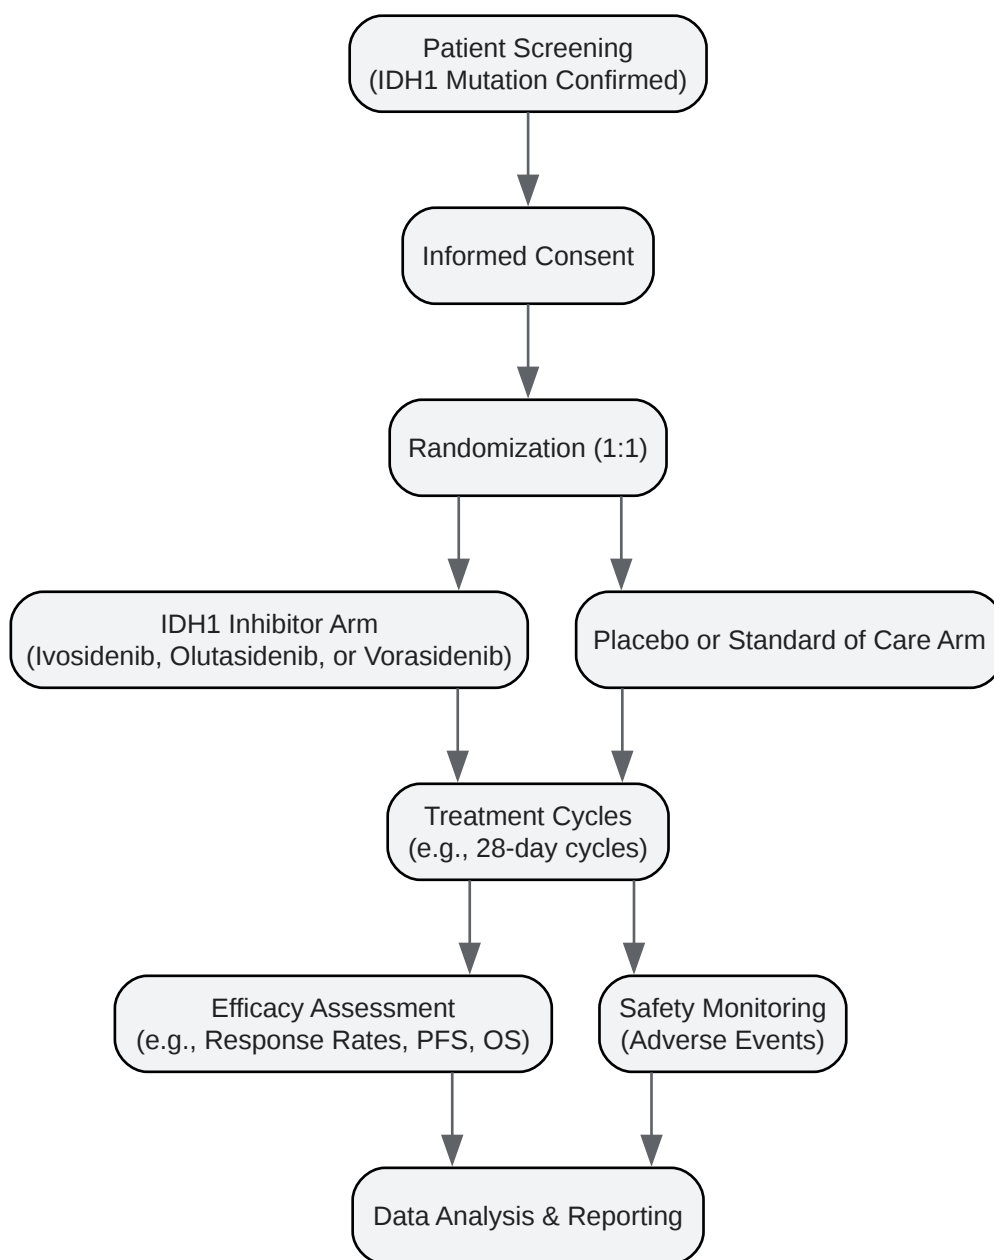 Patient Screening
(IDH1 Mutation Confirmed)
Informed Consent
Randomization (1:1)
IDH1 Inhibitor Arm
(Ivosidenib, Olutasidenib, or Vorasidenib)
Placebo or Standard of Care Arm
Treatment Cycles
(e.g., 28-day cycles)
Efficacy Assessment
(e.g., Response Rates, PFS, OS)
Safety Monitoring
(Adverse Events)
Data Analysis & Reporting